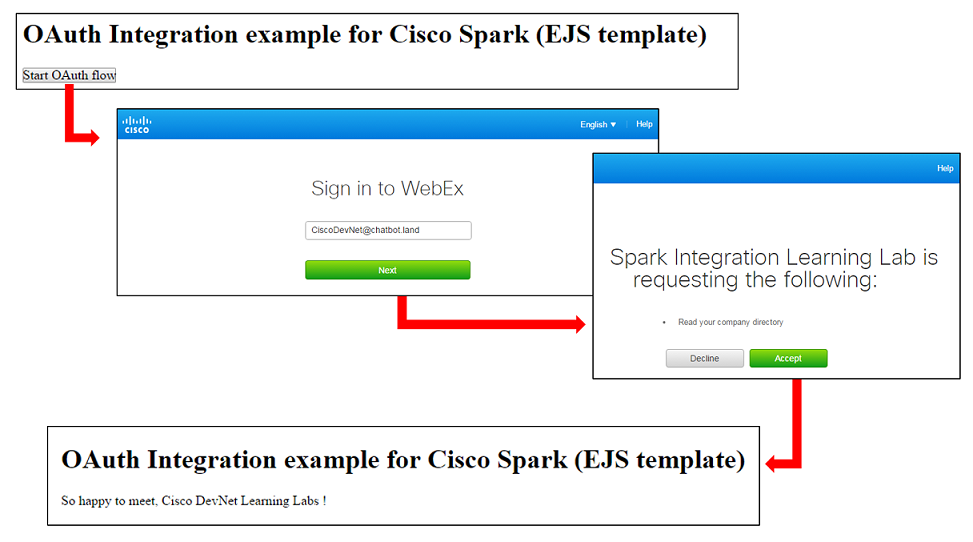 OAuth Integration example for Cisco Spark (EJS template)
Start OAuth flow
CISCO
English ▼ Help
Sign in to WebEx
CiscoDevNet@chatbot.land
Next
Help
Spark Integration Learning Lab is
requesting the following:
• Read your company directory
Decline Accept
OAuth Integration example for Cisco Spark (EJS template)
So happy to meet, Cisco DevNet Learning Labs !